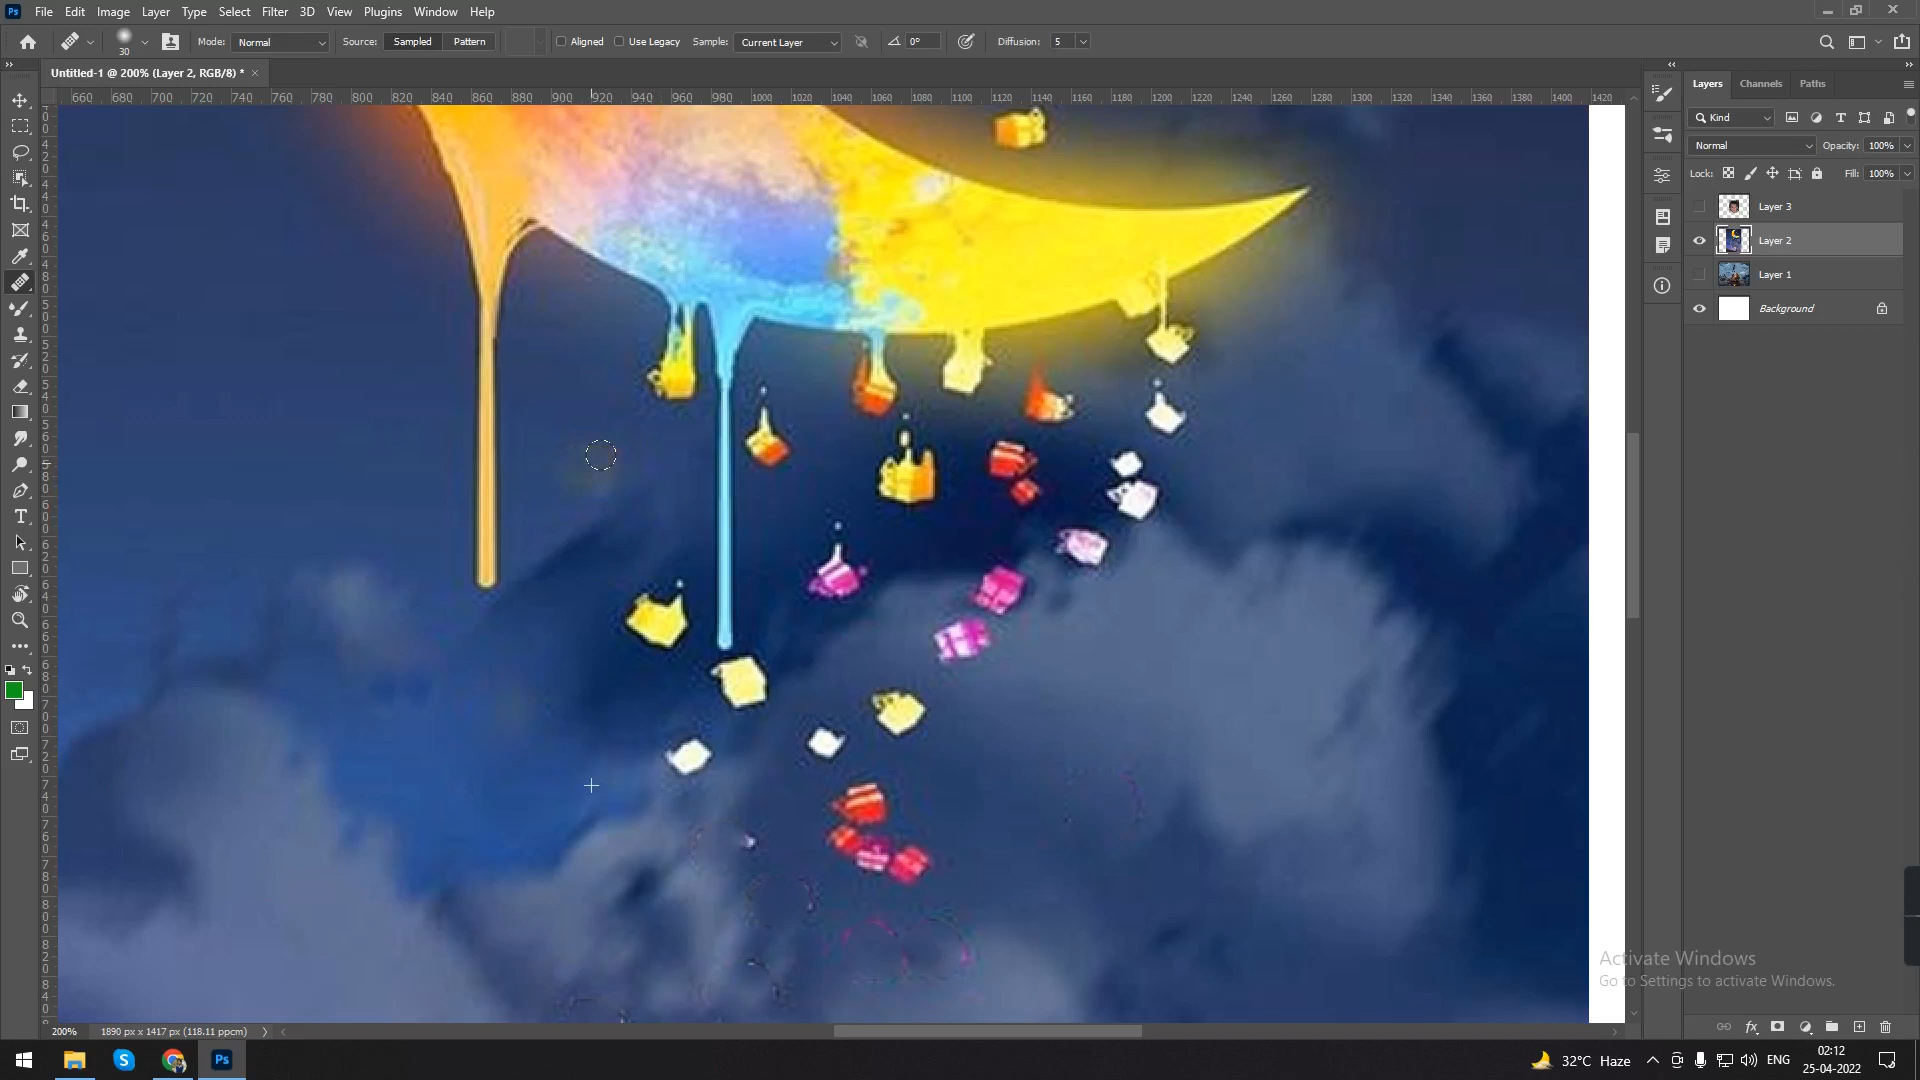 Ps File Edit Image Layer Type Select Filter 3D View Plugins Window Help
30 Mode: Normal Source: Sampled Pattern Aligned Use Legacy Sample: Current Layer 0° Diffusion: 5
Untitled-1 @ 200% (Layer 2, RGB/8) * ×
660 680 700 720 740 760 780 800 820 840 860 880 900 920 940 960 980 1000 1020 1040 1060 1080 1100 1120 1140 1160 1180 1200 1220 1240 1260 1280 1300 1320 1340 1360 1380 1400 1420
Layers Channels Paths
Kind
Normal Opacity: 100%
Lock: Fill: 100%
Layer 3
Layer 2
Layer 1
Background
Activate Windows
Go to Settings to activate Windows.
200% 1890 px x 1417 px (118.11 ppcm)
fx
Ps 32°C Haze ENG 02:12
25-04-2022